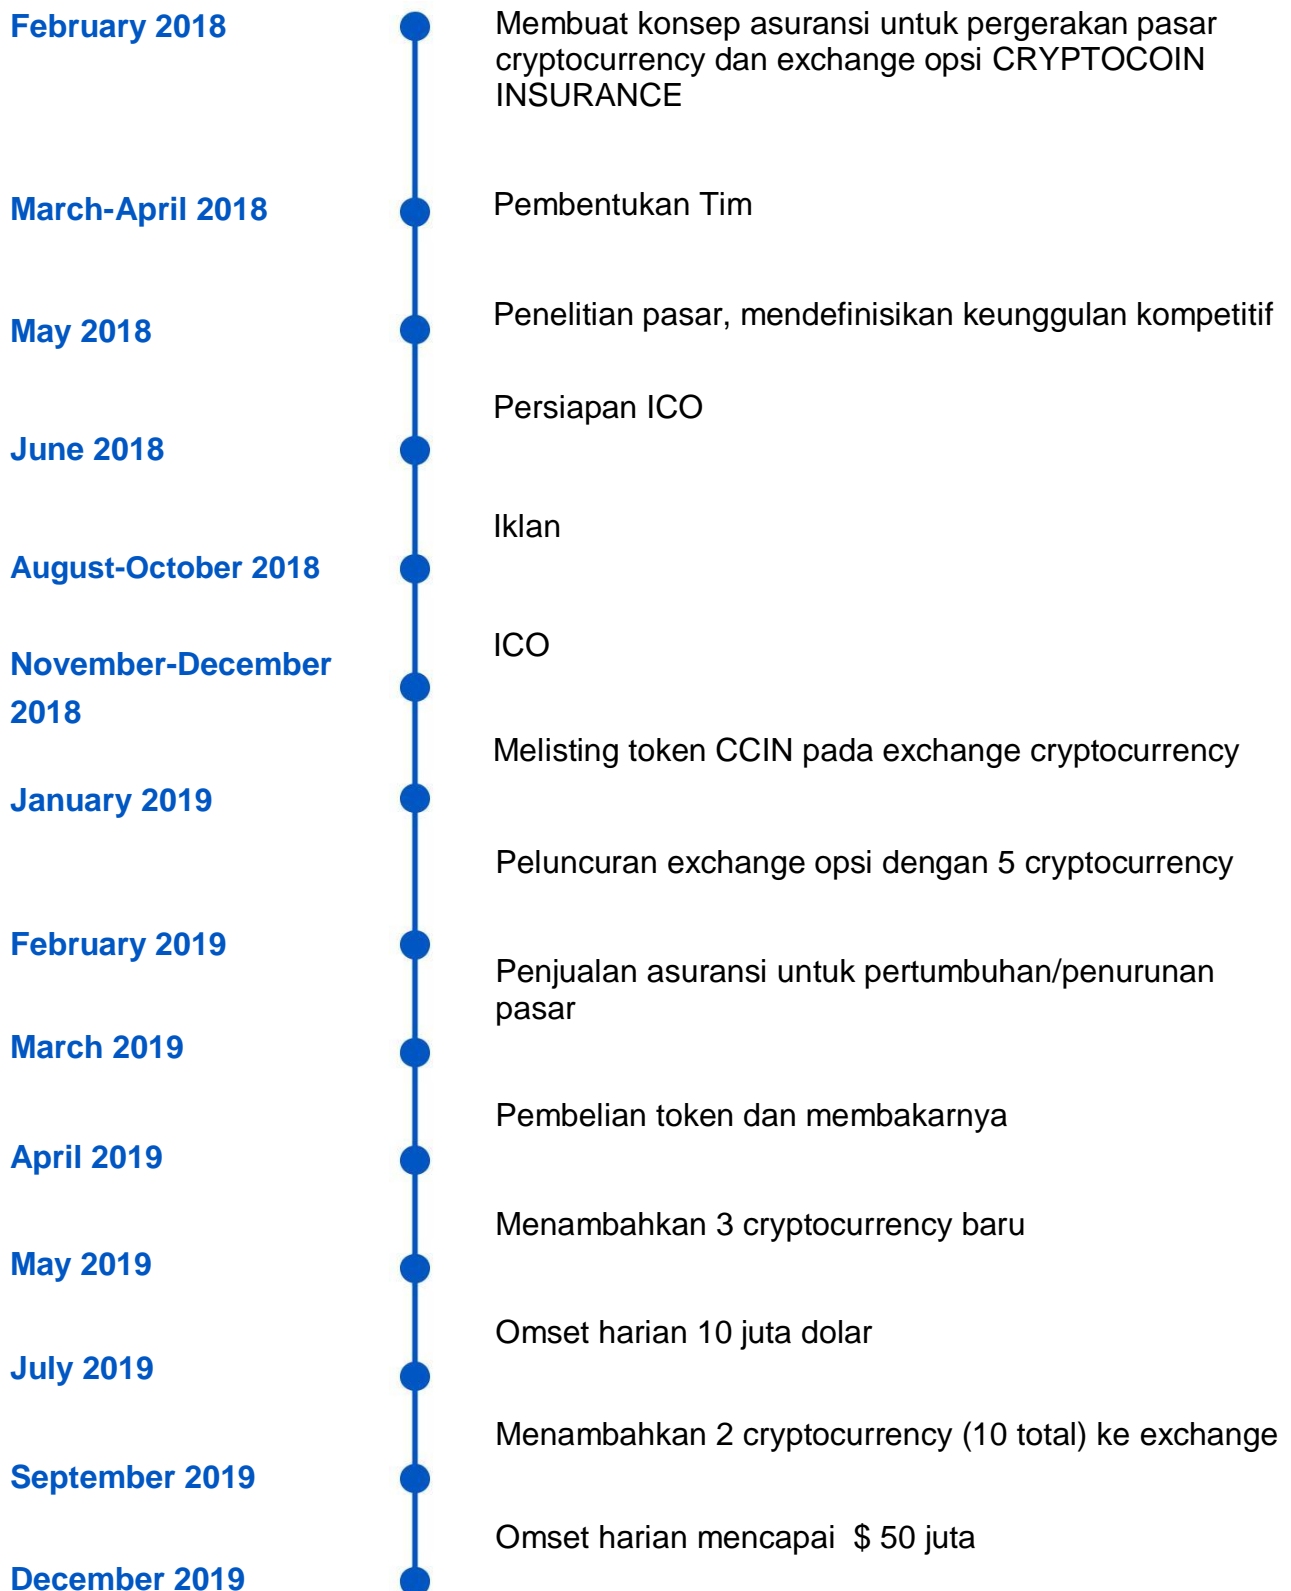 February 2018
Membuat konsep asuransi untuk pergerakan pasar
cryptocurrency dan exchange opsi CRYPTOCOIN
INSURANCE
March-April 2018
Pembentukan Tim
May 2018
Penelitian pasar, mendefinisikan keunggulan kompetitif
June 2018
Persiapan ICO
August-October 2018
Iklan
November-December
2018
ICO
January 2019
Melisting token CCIN pada exchange cryptocurrency
February 2019
Peluncuran exchange opsi dengan 5 cryptocurrency
March 2019
Penjualan asuransi untuk pertumbuhan/penurunan
pasar
April 2019
Pembelian token dan membakarnya
May 2019
Menambahkan 3 cryptocurrency baru
July 2019
Omset harian 10 juta dolar
September 2019
Menambahkan 2 cryptocurrency (10 total) ke exchange
December 2019
Omset harian mencapai  $ 50 juta